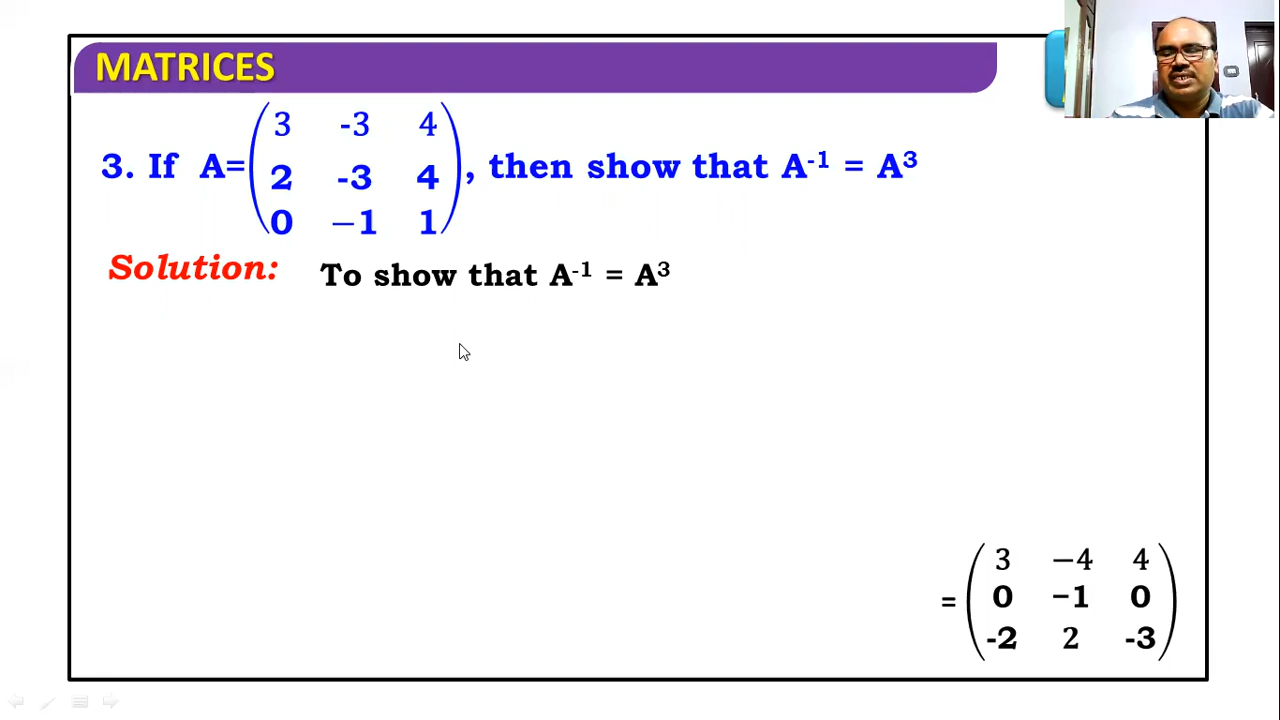 MATRICES
3. If A=(3 -3 4
2 -3 4
0 −1 1), then show that A⁻¹ = A³
Solution: To show that A⁻¹ = A³
= (3 −4 4
0 −1 0
-2 2 -3)